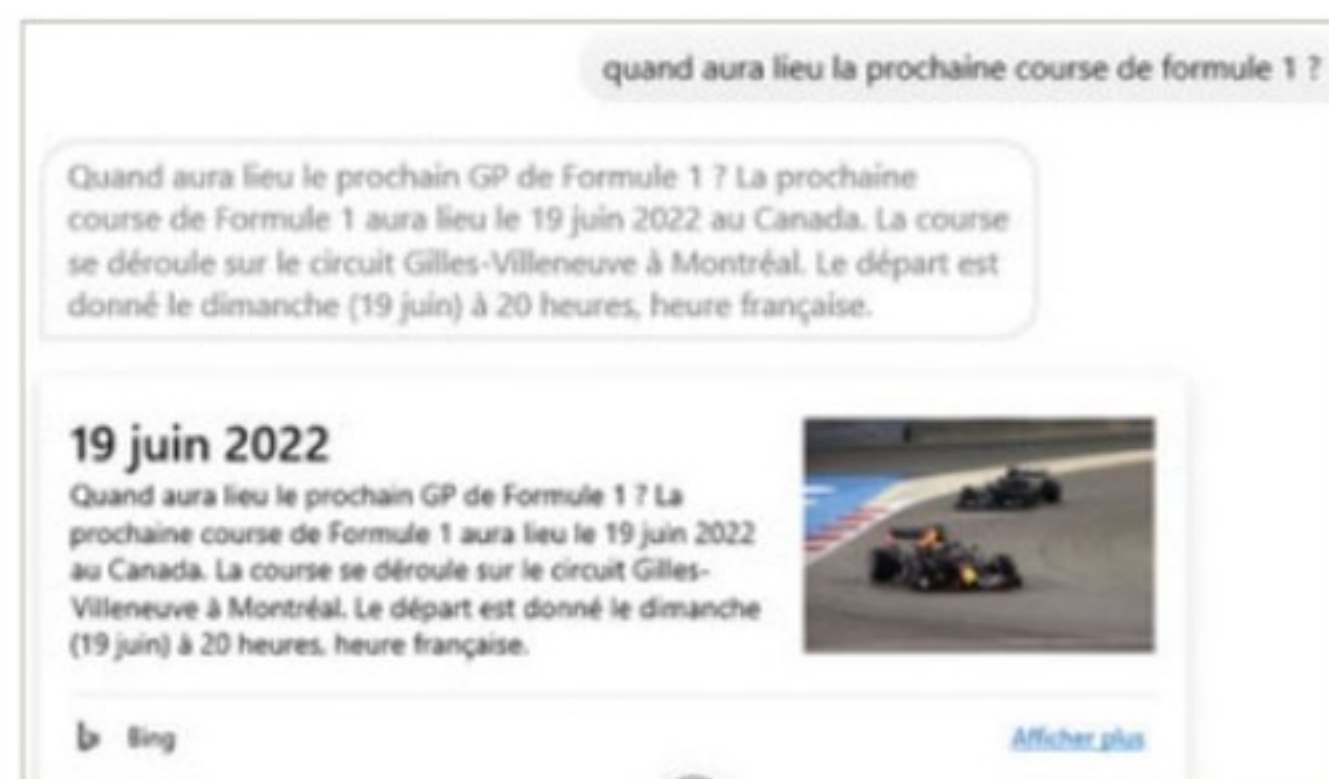 quand aura lieu la prochaine course de formule 1 ?
Quand aura lieu le prochain GP de Formule 1 ? La prochaine
course de Formule 1 aura lieu le 19 juin 2022 au Canada. La course
se déroule sur le circuit Gilles-Villeneuve à Montréal. Le départ est
donné le dimanche (19 juin) à 20 heures, heure française.
19 juin 2022
Quand aura lieu le prochain GP de Formule 1 ? La
prochaine course de Formule 1 aura lieu le 19 juin 2022
au Canada. La course se déroule sur le circuit Gilles-
Villeneuve à Montréal. Le départ est donné le dimanche
(19 juin) à 20 heures, heure française.
Bing
Afficher plus